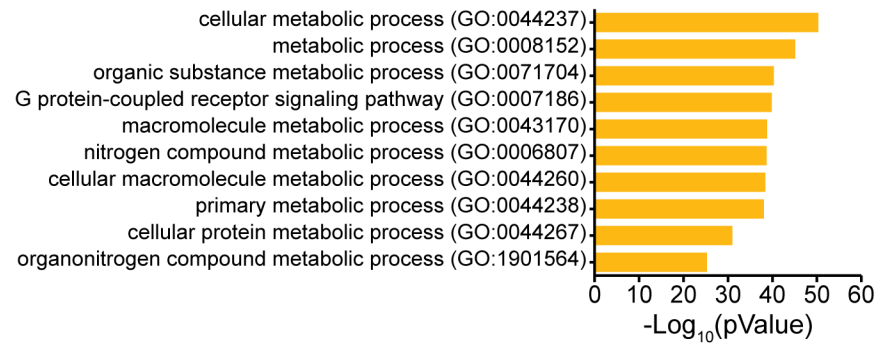 cellular metabolic process (GO:0044237)
metabolic process (GO:0008152)
organic substance metabolic process (GO:0071704)
G protein-coupled receptor signaling pathway (GO:0007186)
macromolecule metabolic process (GO:0043170)
nitrogen compound metabolic process (GO:0006807)
cellular macromolecule metabolic process (GO:0044260)
primary metabolic process (GO:0044238)
cellular protein metabolic process (GO:0044267)
organonitrogen compound metabolic process (GO:1901564)
0 10 20 30 40 50 60
-Log10(pValue)